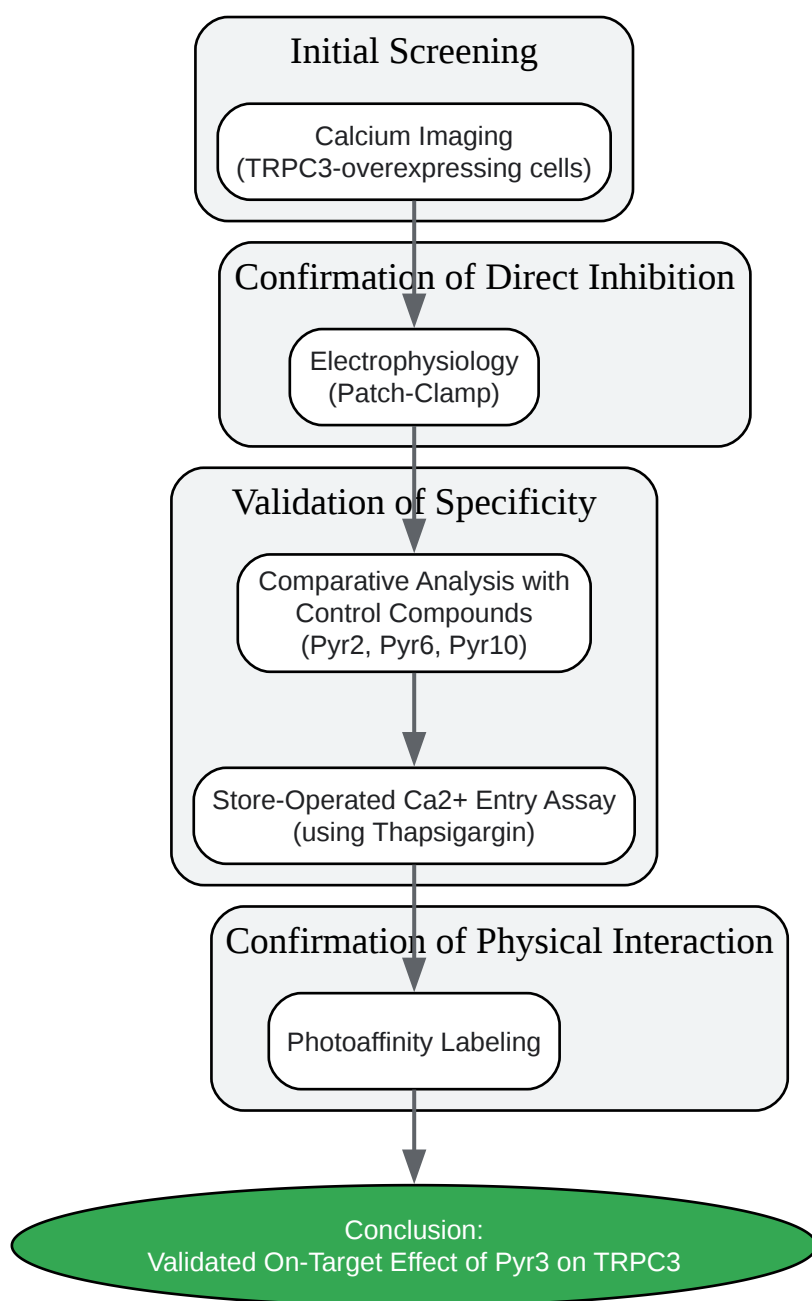 Initial Screening
Calcium Imaging
(TRPC3-overexpressing cells)
Confirmation of Direct Inhibition
Electrophysiology
(Patch-Clamp)
Validation of Specificity
Comparative Analysis with
Control Compounds
(Pyr2, Pyr6, Pyr10)
Store-Operated Ca2+ Entry Assay
(using Thapsigargin)
Confirmation of Physical Interaction
Photoaffinity Labeling
Conclusion:
Validated On-Target Effect of Pyr3 on TRPC3